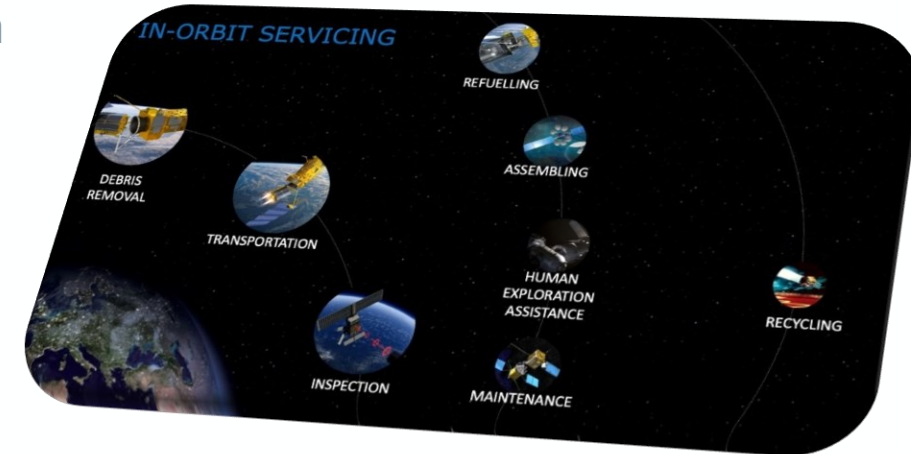 IN-ORBIT SERVICING
REFUELLING
DEBRIS
REMOVAL
ASSEMBLING
TRANSPORTATION
HUMAN
EXPLORATION
ASSISTANCE
RECYCLING
INSPECTION
MAINTENANCE